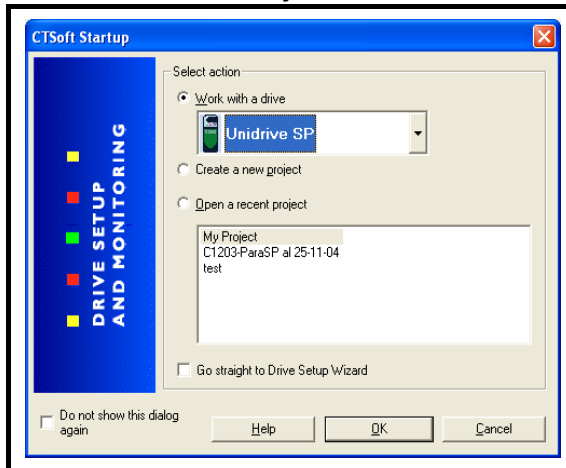 CTSoft Startup
DRIVE SETUP
AND MONITORING
Select action
Work with a drive
Unidrive SP
Create a new project
Open a recent project
My Project
C1203-ParaSP al 25-11-04
test
Go straight to Drive Setup Wizard
Do not show this dialog
again
Help
OK
Cancel